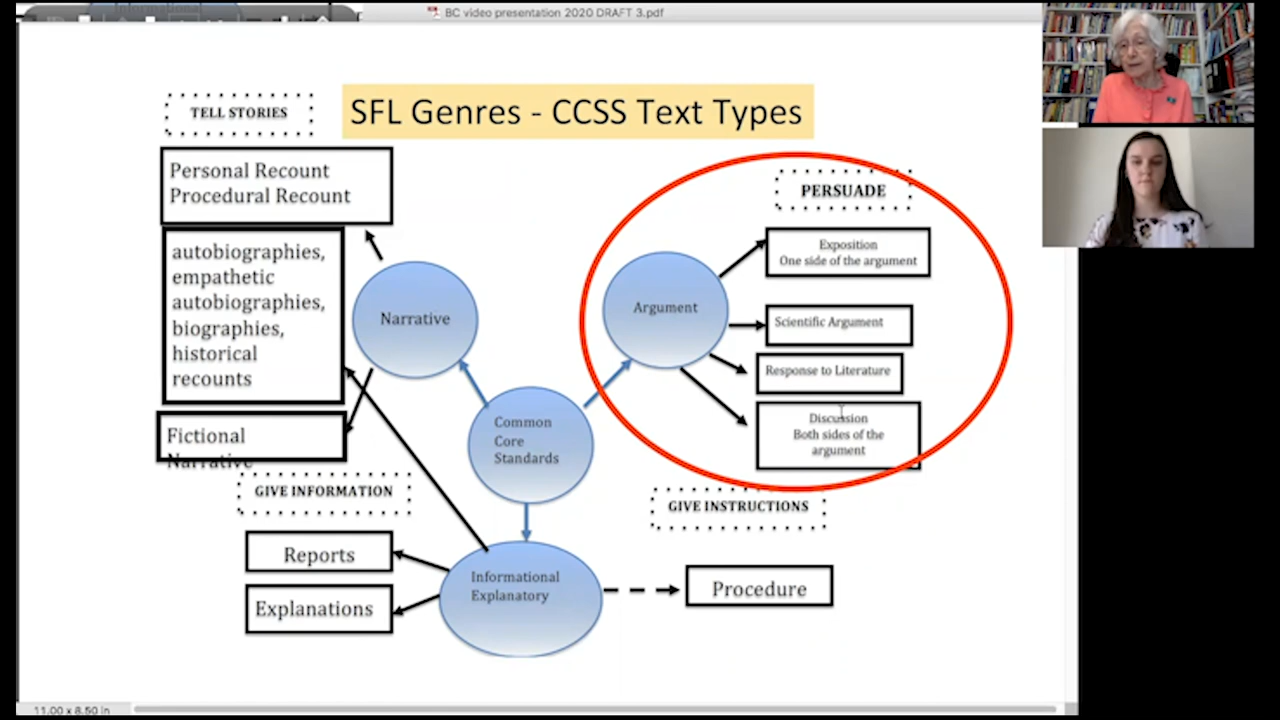 BC video presentation 2020 DRAFT 3.pdf
Informational
SFL Genres - CCSS Text Types
TELL STORIES
Personal Recount
Procedural Recount
autobiographies,
empathetic
autobiographies,
biographies,
historical
recounts
Fictional
Narrative
Narrative
Common
Core
Standards
Argument
PERSUADE
Exposition
One side of the argument
Scientific Argument
Response to Literature
Discussion
Both sides of the
argument
GIVE INFORMATION
Reports
Explanations
Informational
Explanatory
GIVE INSTRUCTIONS
Procedure
11.00 x 8.50 in